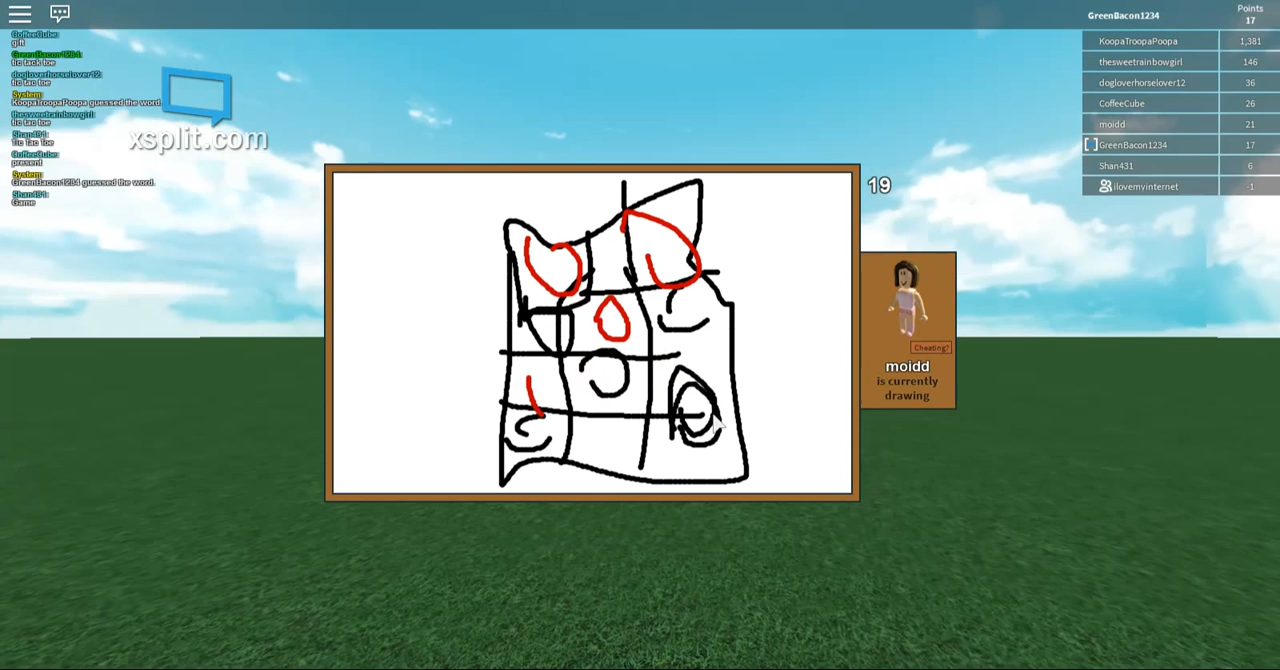 CoffeeCube:
gift
GreenBacon1234:
tic tack toe
dogloverhorselover12:
tic tac toe
System:
KoopaTroopaPoopa guessed the word.
thesweetrainbowgirl:
tic tac toe
Shan431:
Tic Tac Toe
CoffeeCube:
present
System:
GreenBacon1234 guessed the word.
Shan431:
Game
xsplit.com
19
Cheating?
moidd
is currently
drawing
GreenBacon1234 Points
17
KoopaTroopaPoopa 1,381
thesweetrainbowgirl 146
dogloverhorselover12 36
CoffeeCube 26
moidd 21
GreenBacon1234 17
Shan431 6
ilovemyinternet -1